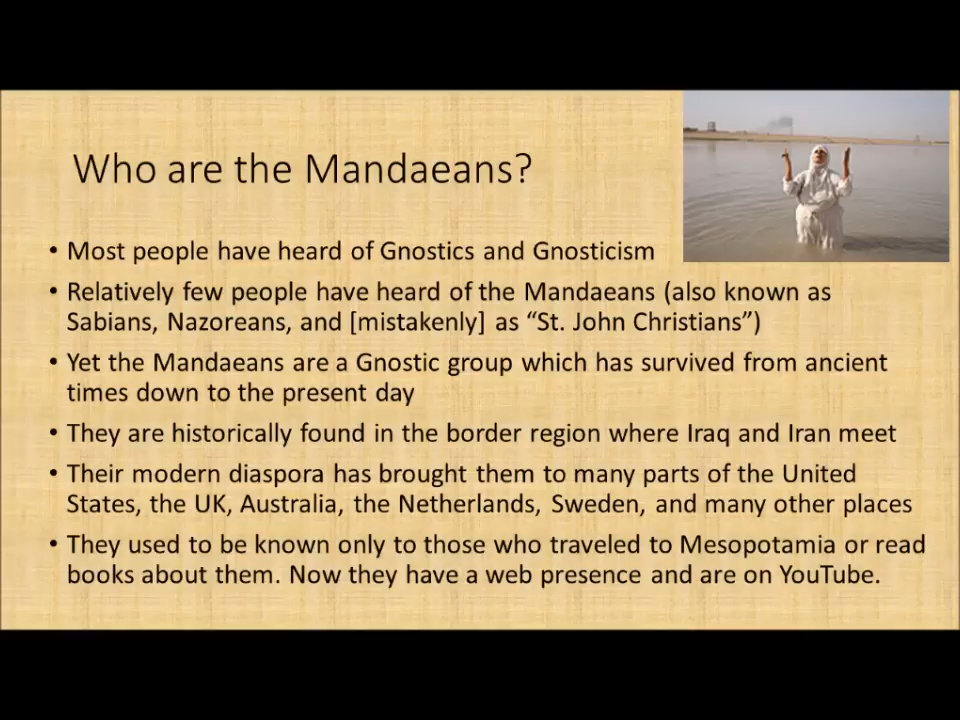 Who are the Mandaeans?
• Most people have heard of Gnostics and Gnosticism
• Relatively few people have heard of the Mandaeans (also known as
Sabians, Nazoreans, and [mistakenly] as “St. John Christians”)
• Yet the Mandaeans are a Gnostic group which has survived from ancient
times down to the present day
• They are historically found in the border region where Iraq and Iran meet
• Their modern diaspora has brought them to many parts of the United
States, the UK, Australia, the Netherlands, Sweden, and many other places
• They used to be known only to those who traveled to Mesopotamia or read
books about them. Now they have a web presence and are on YouTube.